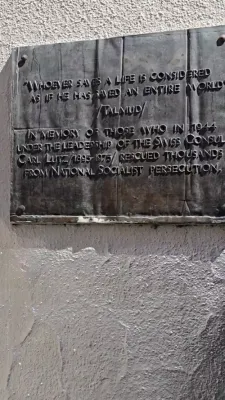 "WHOEVER SAVES A LIFE IS CONSIDERED
AS IF HE HAS SAVED AN ENTIRE WORLD"
/TALMUD/
IN MEMORY OF THOSE WHO IN 1944
UNDER THE LEADERSHIP OF THE SWISS CONSUL
CARL LUTZ /1895-1975/ RESCUED THOUSANDS
FROM NATIONAL SOCIALIST PERSECUTION.